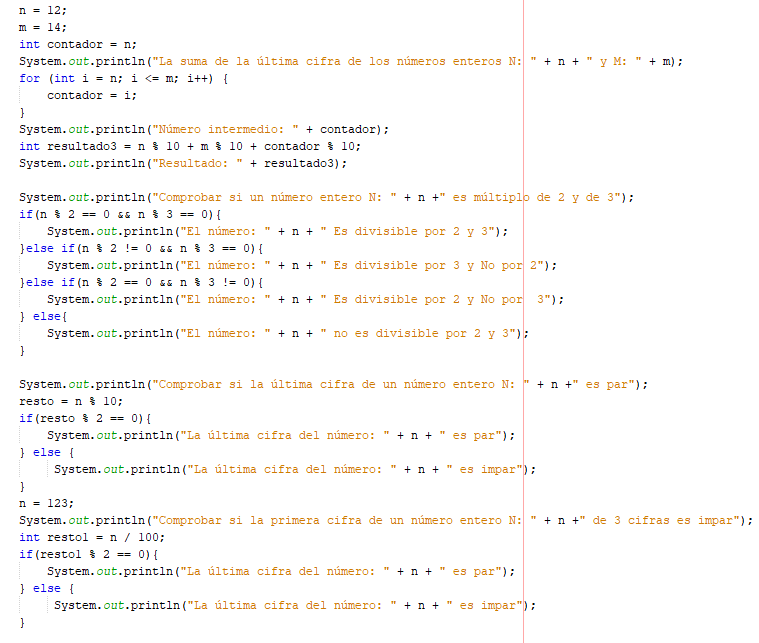 n = 12;
m = 14;
int contador = n;
System.out.println("La suma de la última cifra de los números enteros N: " + n + " y M: " + m);
for (int i = n; i <= m; i++) {
    contador = i;
}
System.out.println("Número intermedio: " + contador);
int resultado3 = n % 10 + m % 10 + contador % 10;
System.out.println("Resultado: " + resultado3);

System.out.println("Comprobar si un número entero N: " + n +" es múltiplo de 2 y de 3");
if(n % 2 == 0 && n % 3 == 0){
    System.out.println("El número: " + n + " Es divisible por 2 y 3");
}else if(n % 2 != 0 && n % 3 == 0){
    System.out.println("El número: " + n + " Es divisible por 3 y No por 2");
}else if(n % 2 == 0 && n % 3 != 0){
    System.out.println("El número: " + n + " Es divisible por 2 y No por  3");
} else{
    System.out.println("El número: " + n + " no es divisible por 2 y 3");
}

System.out.println("Comprobar si la última cifra de un número entero N: " + n +" es par");
resto = n % 10;
if(resto % 2 == 0){
    System.out.println("La última cifra del número: " + n + " es par");
} else {
     System.out.println("La última cifra del número: " + n + " es impar");
}
n = 123;
System.out.println("Comprobar si la primera cifra de un número entero N: " + n +" de 3 cifras es impar");
int resto1 = n / 100;
if(resto1 % 2 == 0){
    System.out.println("La última cifra del número: " + n + " es par");
} else {
     System.out.println("La última cifra del número: " + n + " es impar");
}